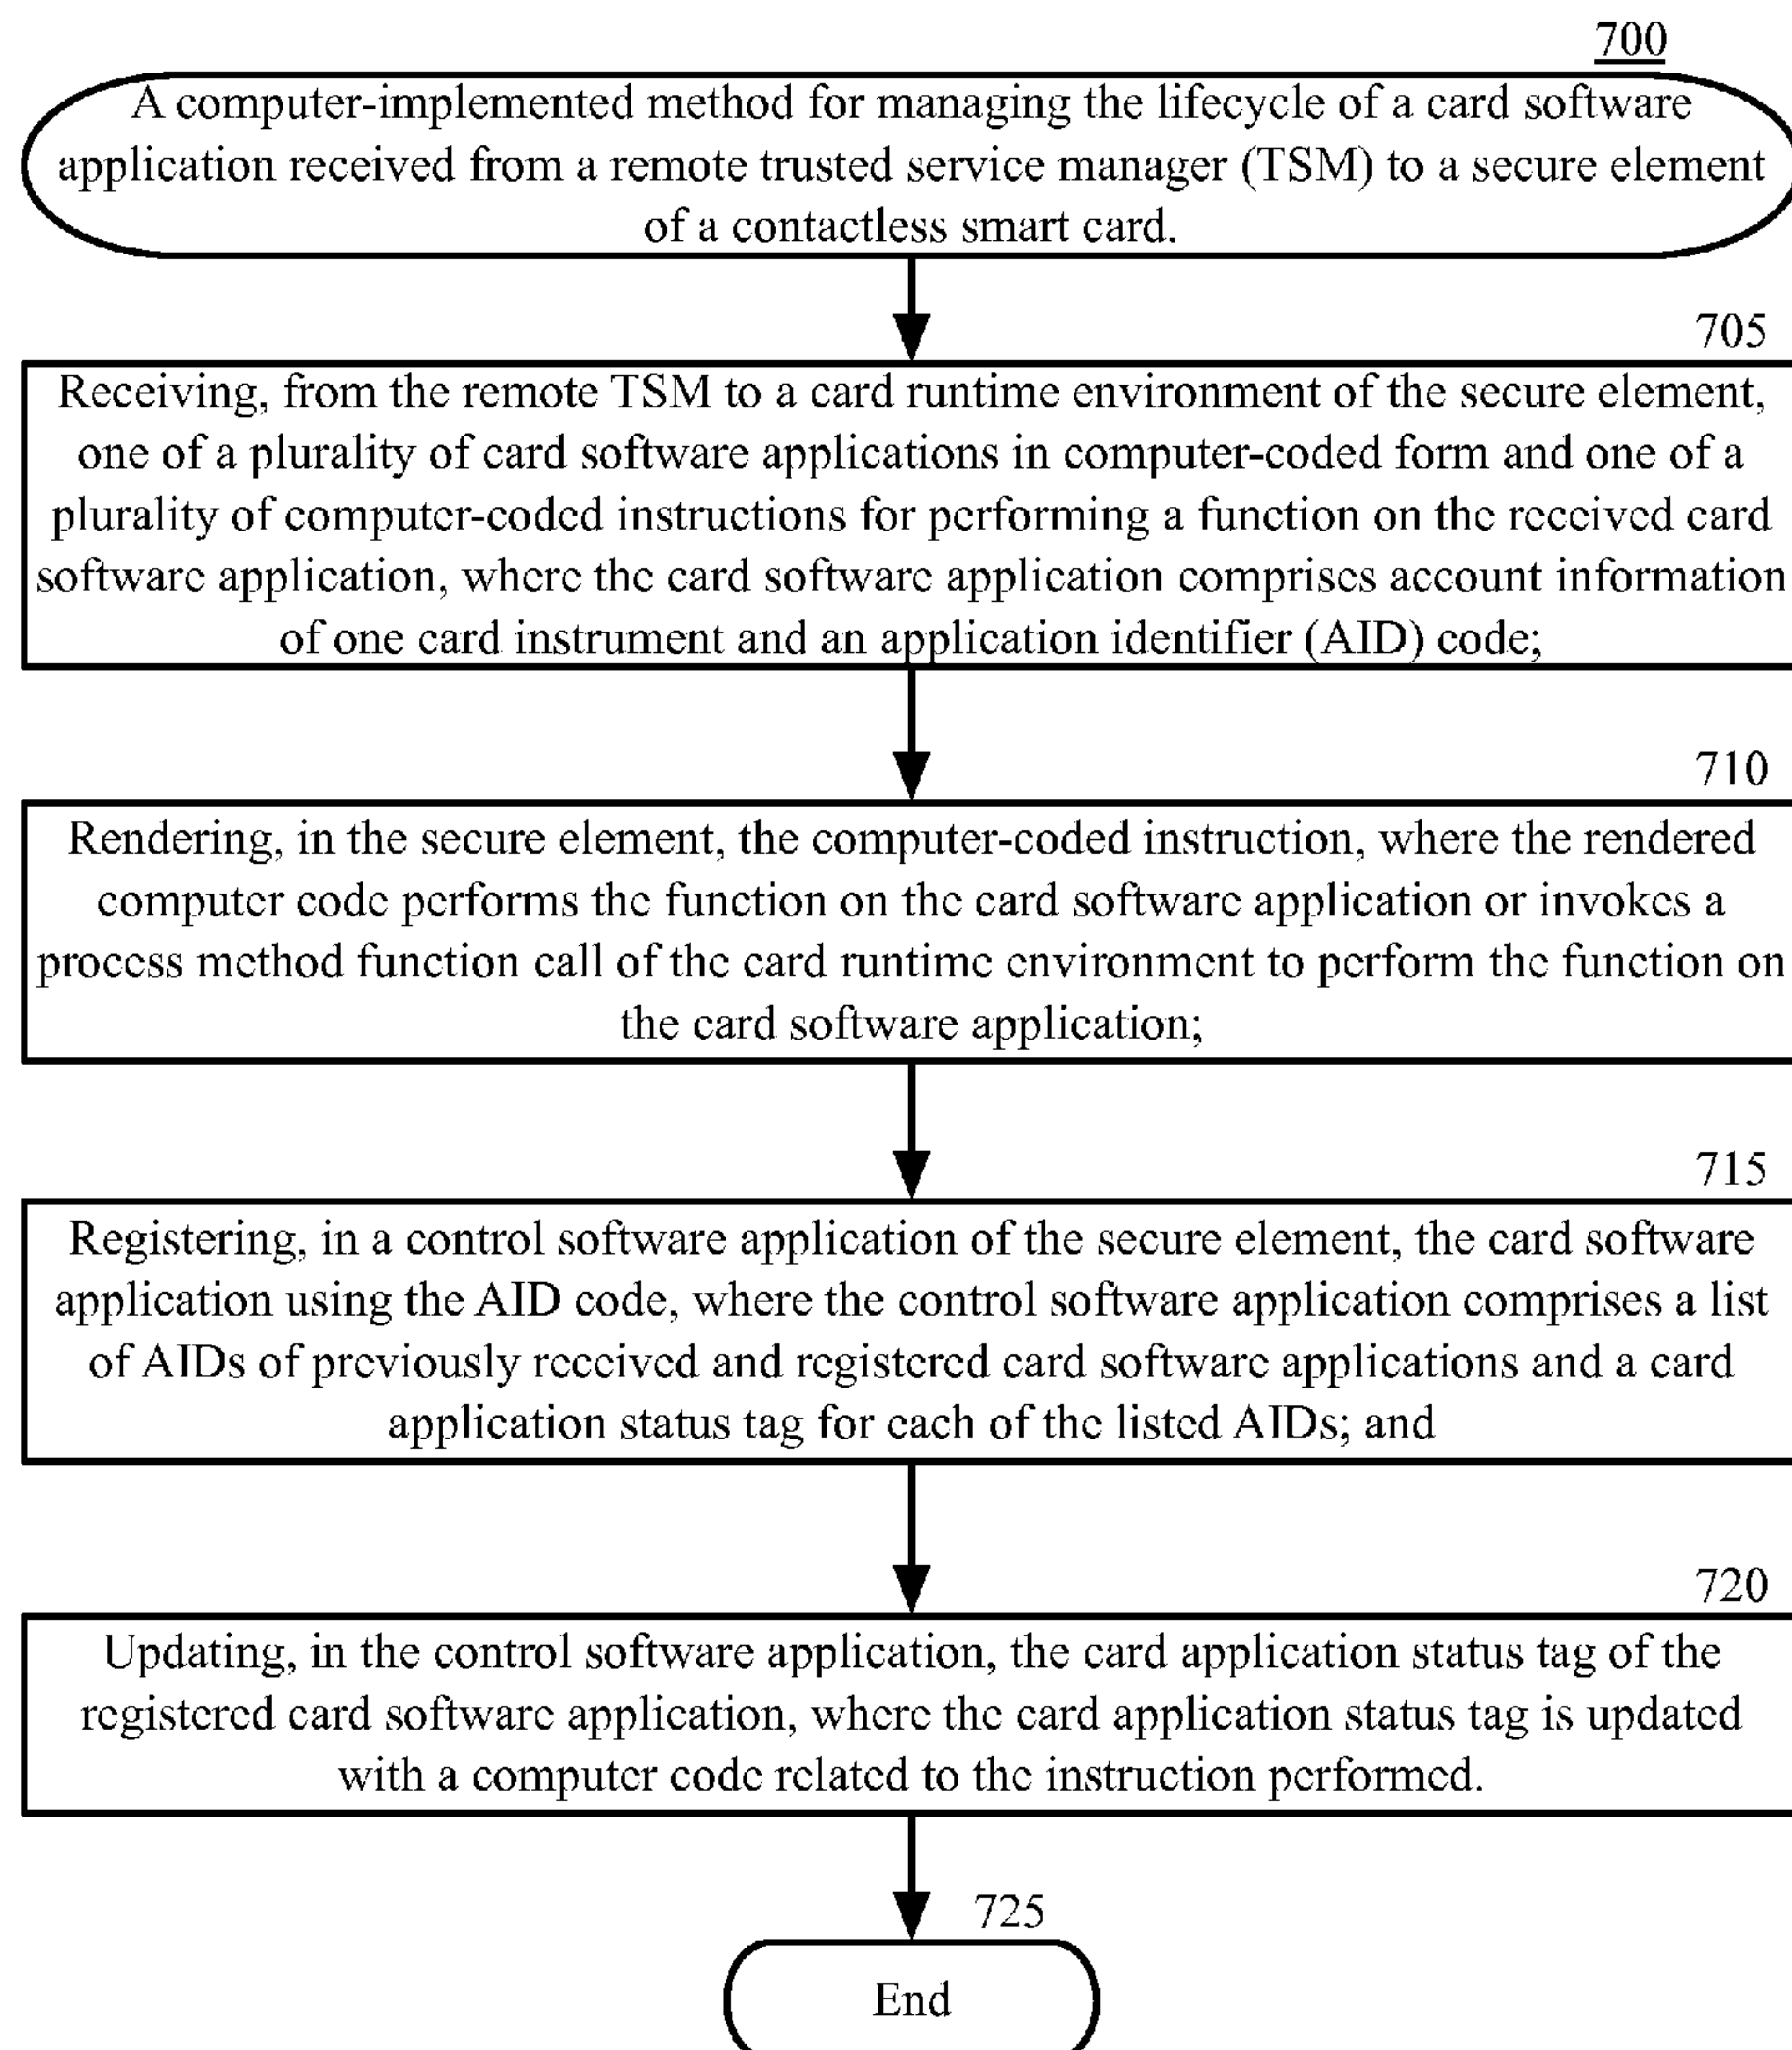 700
A computer-implemented method for managing the lifecycle of a card software
application received from a remote trusted service manager (TSM) to a secure element
of a contactless smart card.
705
Receiving, from the remote TSM to a card runtime environment of the secure element,
one of a plurality of card software applications in computer-coded form and one of a
plurality of computer-coded instructions for performing a function on the received card
software application, where the card software application comprises account information
of one card instrument and an application identifier (AID) code;
710
Rendering, in the secure element, the computer-coded instruction, where the rendered
computer code performs the function on the card software application or invokes a
process method function call of the card runtime environment to perform the function on
the card software application;
715
Registering, in a control software application of the secure element, the card software
application using the AID code, where the control software application comprises a list
of AIDs of previously received and registered card software applications and a card
application status tag for each of the listed AIDs; and
720
Updating, in the control software application, the card application status tag of the
registered card software application, where the card application status tag is updated
with a computer code related to the instruction performed.
725
End